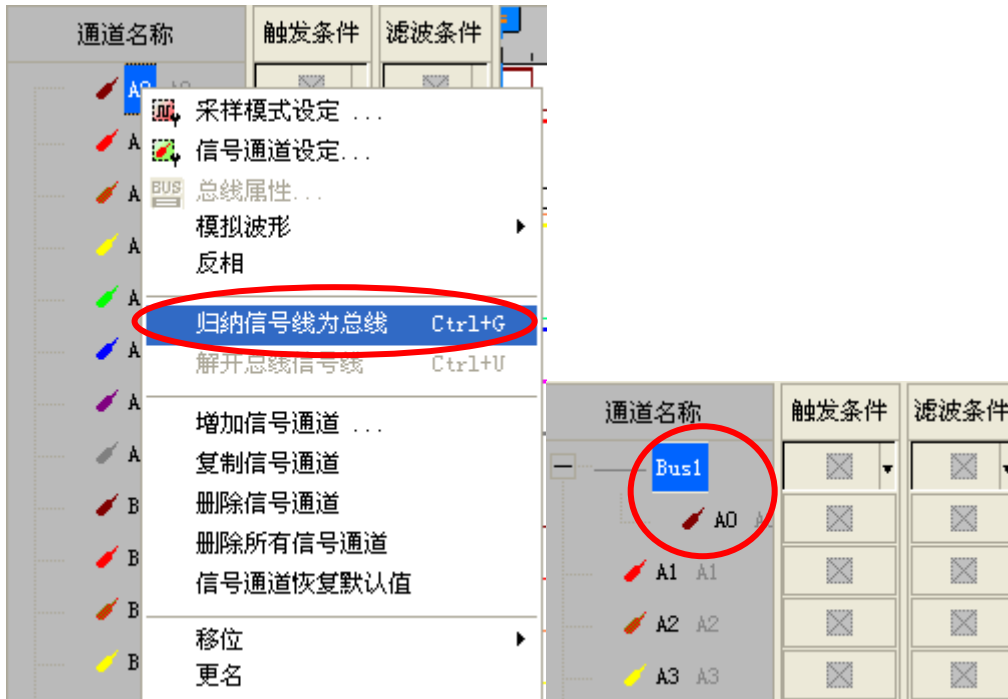 通道名称 触发条件 滤波条件
采样模式设定 ...
A
信号通道设定...
A
BUS 总线属性...
模拟波形
A
反相
A
归纳信号线为总线 Ctrl+G
A
解开总线信号线 Ctrl+U
A
增加信号通道 ...
A
复制信号通道
B
删除信号通道
删除所有信号通道
B
信号通道恢复默认值
B
移位
B
更名
通道名称 触发条件 滤波条件
Bus1
A0
A1 A1
A2 A2
A3 A3